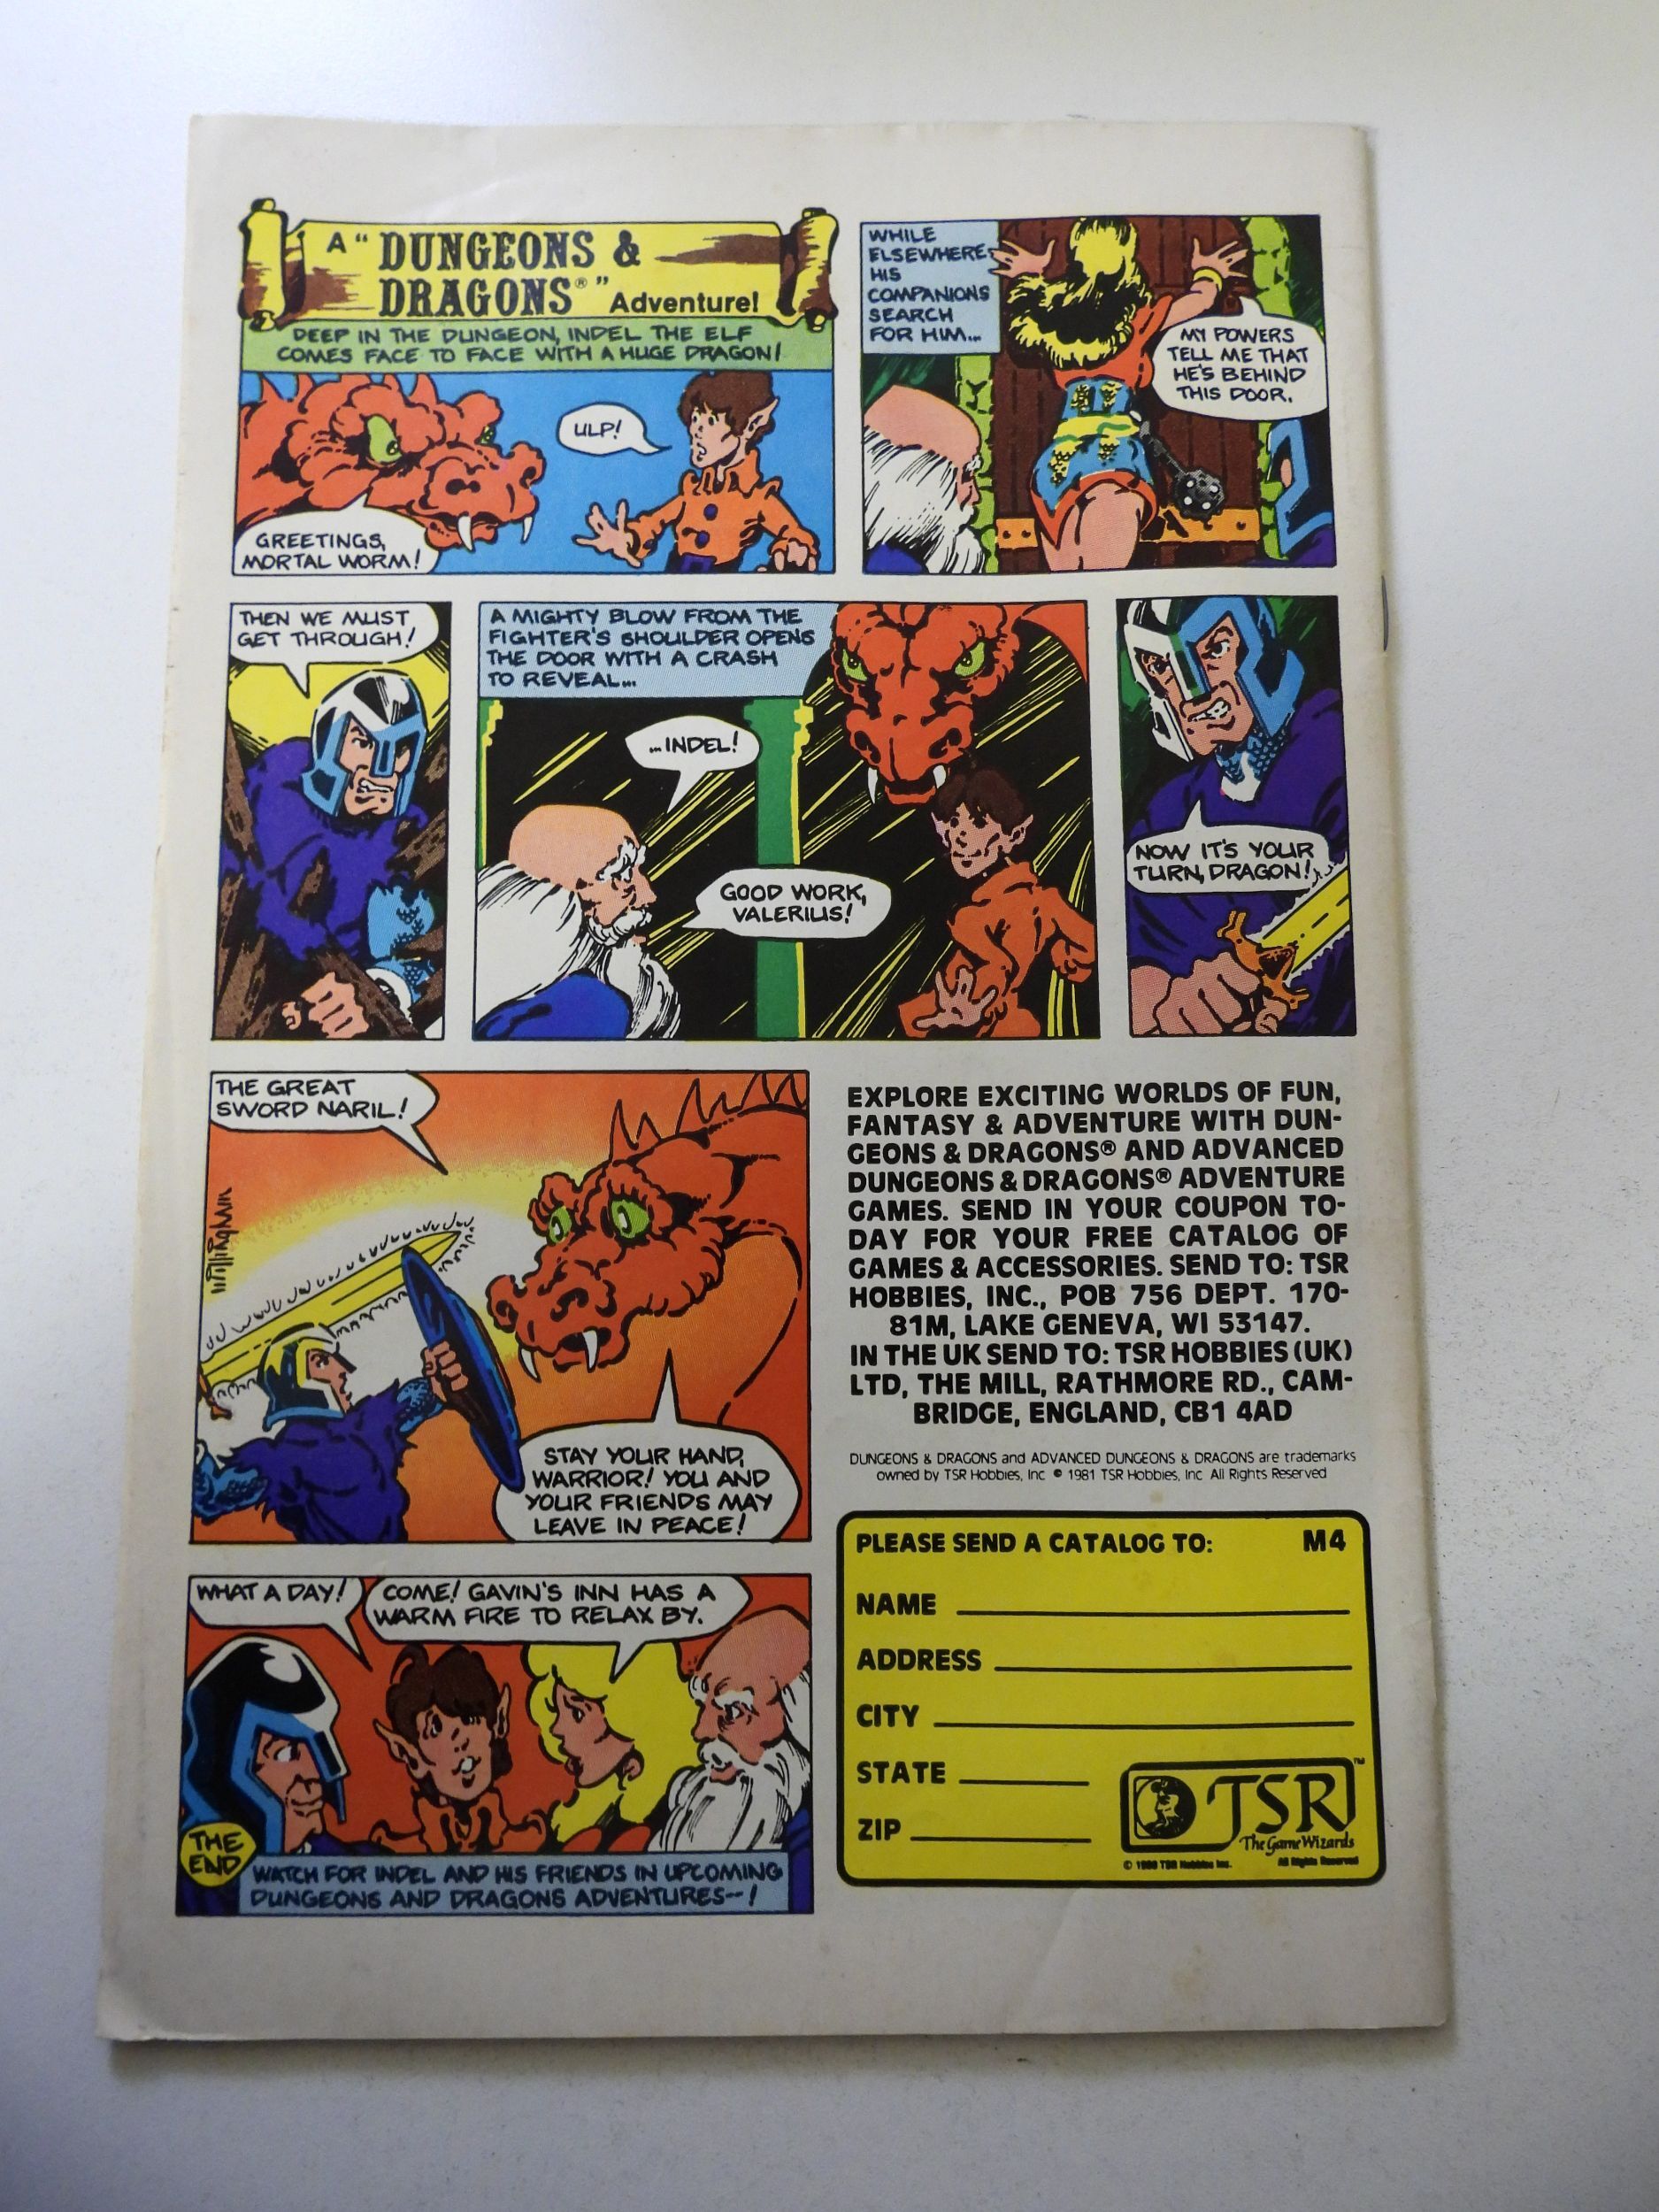 A "DUNGEONS &
DRAGONS®" Adventure!
DEEP IN THE DUNGEON, INDEL THE ELF
COMES FACE TO FACE WITH A HUGE DRAGON!
ULP!
GREETINGS,
MORTAL WORM!
WHILE
ELSEWHERE
HIS
COMPANIONS
SEARCH
FOR HIM...
MY POWERS
TELL ME THAT
HE'S BEHIND
THIS DOOR.
THEN WE MUST
GET THROUGH!
A MIGHTY BLOW FROM THE
FIGHTER'S SHOULDER OPENS
THE DOOR WITH A CRASH
TO REVEAL...
...INDEL!
GOOD WORK,
VALERIUS!
NOW IT'S YOUR
TURN, DRAGON!
THE GREAT
SWORD NARIL!
Willingham
STAY YOUR HAND,
WARRIOR! YOU AND
YOUR FRIENDS MAY
LEAVE IN PEACE!
WHAT A DAY!
COME! GAVIN'S INN HAS A
WARM FIRE TO RELAX BY.
THE
END
WATCH FOR INDEL AND HIS FRIENDS IN UPCOMING
DUNGEONS AND DRAGONS ADVENTURES--!
EXPLORE EXCITING WORLDS OF FUN,
FANTASY & ADVENTURE WITH DUN-
GEONS & DRAGONS® AND ADVANCED
DUNGEONS & DRAGONS® ADVENTURE
GAMES. SEND IN YOUR COUPON TO-
DAY FOR YOUR FREE CATALOG OF
GAMES & ACCESSORIES. SEND TO: TSR
HOBBIES, INC., POB 756 DEPT. 170-
81M, LAKE GENEVA, WI 53147.
IN THE UK SEND TO: TSR HOBBIES (UK)
LTD, THE MILL, RATHMORE RD., CAM-
BRIDGE, ENGLAND, CB1 4AD
DUNGEONS & DRAGONS and ADVANCED DUNGEONS & DRAGONS are trademarks
owned by TSR Hobbies, Inc © 1981 TSR Hobbies, Inc All Rights Reserved
PLEASE SEND A CATALOG TO: M4
NAME
ADDRESS
CITY
STATE
ZIP
TSR™
The Game Wizards
© 1980 TSR Hobbies Inc. All Rights Reserved